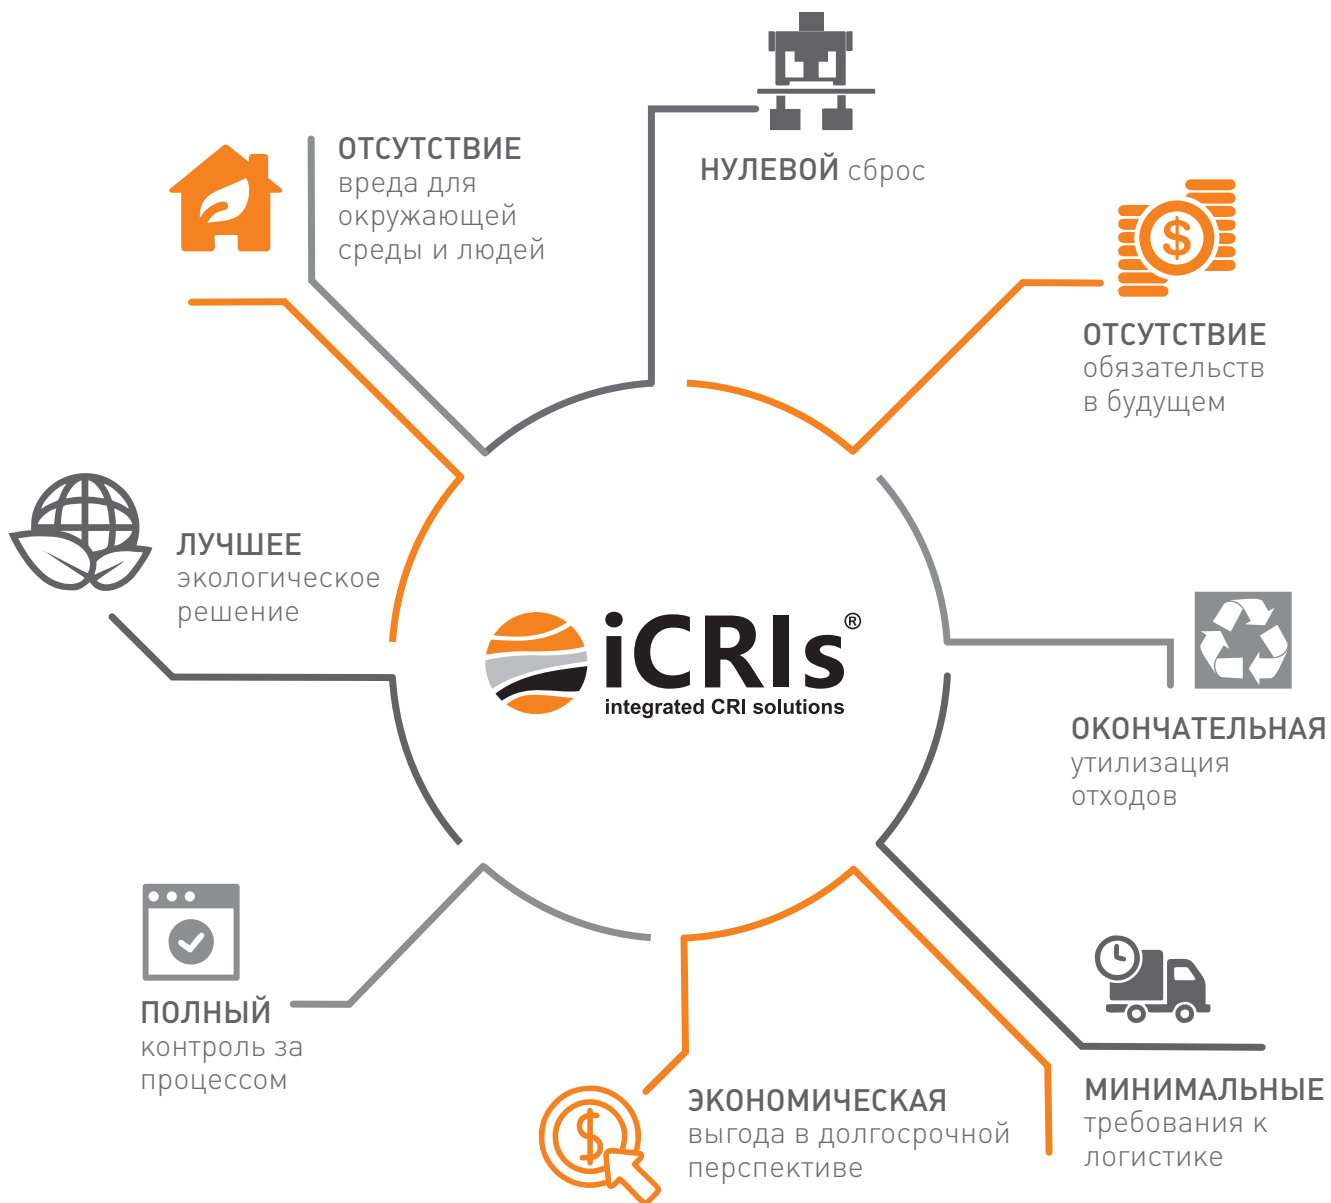 НУЛЕВОЙ сброс
ОТСУТСТВИЕ
вреда для
окружающей
среды и людей
ОТСУТСТВИЕ
обязательств
в будущем
ЛУЧШЕЕ
экологическое
решение
iCRIs®
integrated CRI solutions
ОКОНЧАТЕЛЬНАЯ
утилизация
отходов
ПОЛНЫЙ
контроль за
процессом
ЭКОНОМИЧЕСКАЯ
выгода в долгосрочной
перспективе
МИНИМАЛЬНЫЕ
требования к
логистике